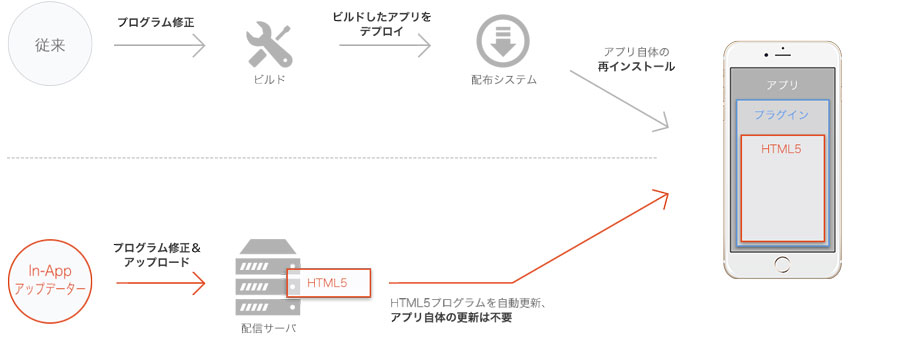 従来
プログラム修正
ビルド
ビルドしたアプリを
デプロイ
配布システム
アプリ自体の
再インストール
アプリ
プラグイン
HTML5
In-App
アップデーター
プログラム修正&
アップロード
HTML5
配信サーバ
HTML5プログラムを自動更新、
アプリ自体の更新は不要